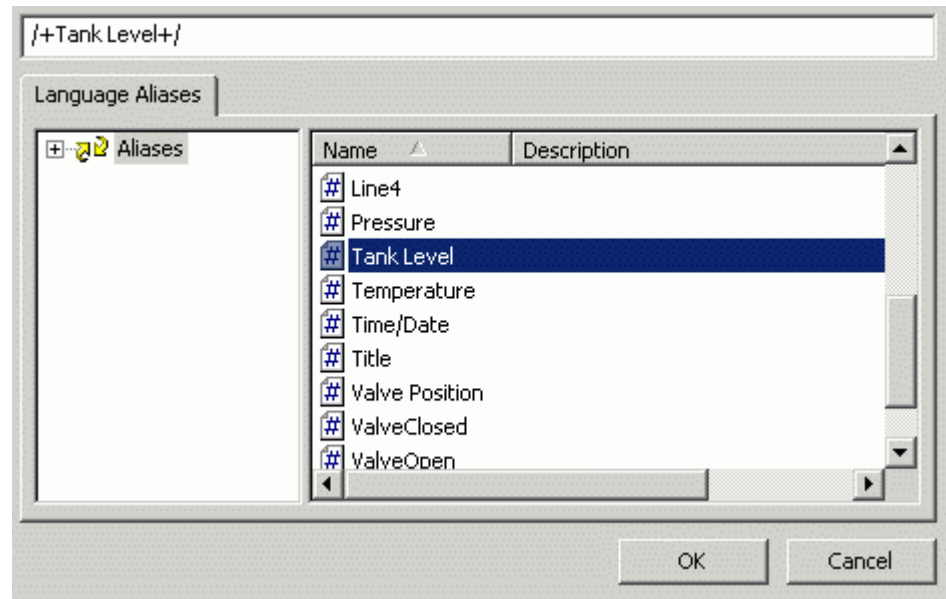 /+Tank Level+/
Language Aliases
Aliases
Name Description
Line4
Pressure
Tank Level
Temperature
Time/Date
Title
Valve Position
ValveClosed
ValveOpen
OK Cancel